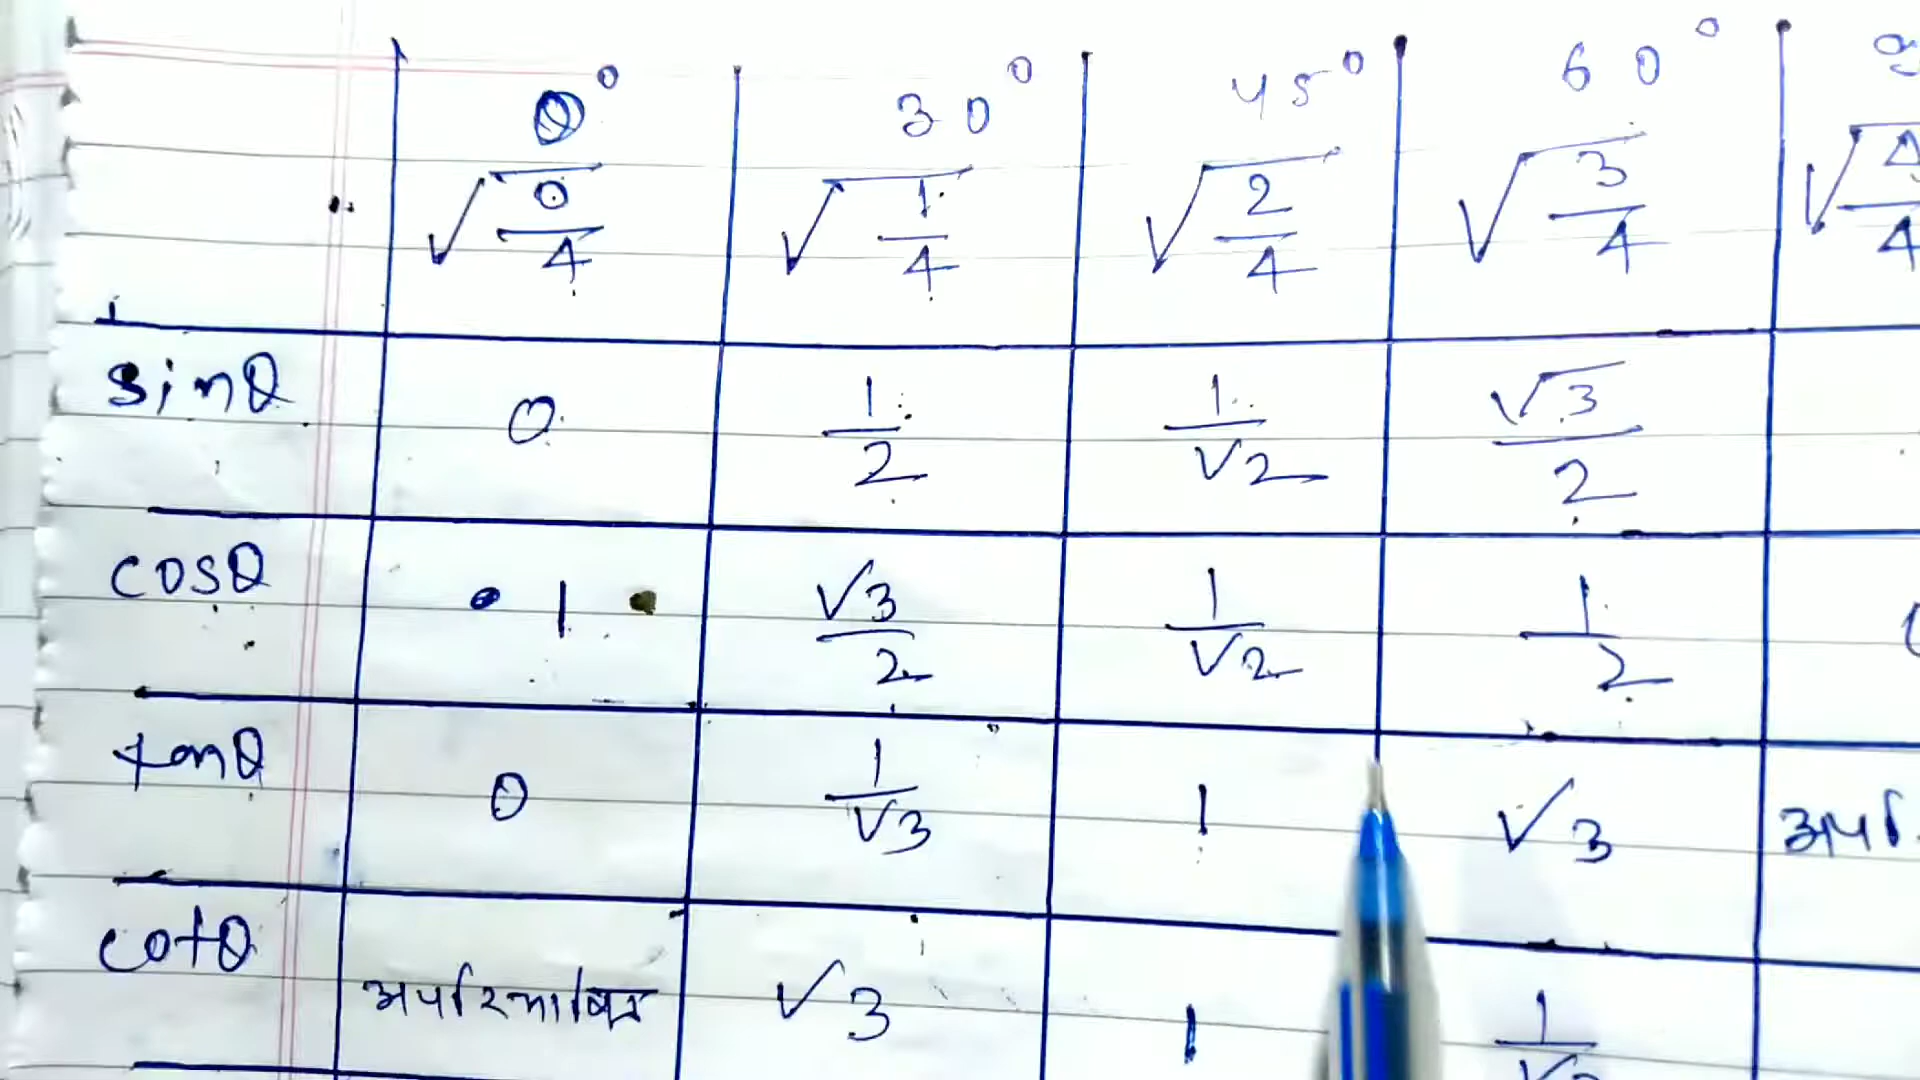 0° 30° 45° 60°
√0/4 √1/4 √2/4 √3/4 √4/4
sinθ 0 1/2 1/√2 √3/2
cosθ 1 √3/2 1/√2 1/2
tanθ 0 1/√3 1 √3
cotθ अपरिभाषित √3 1